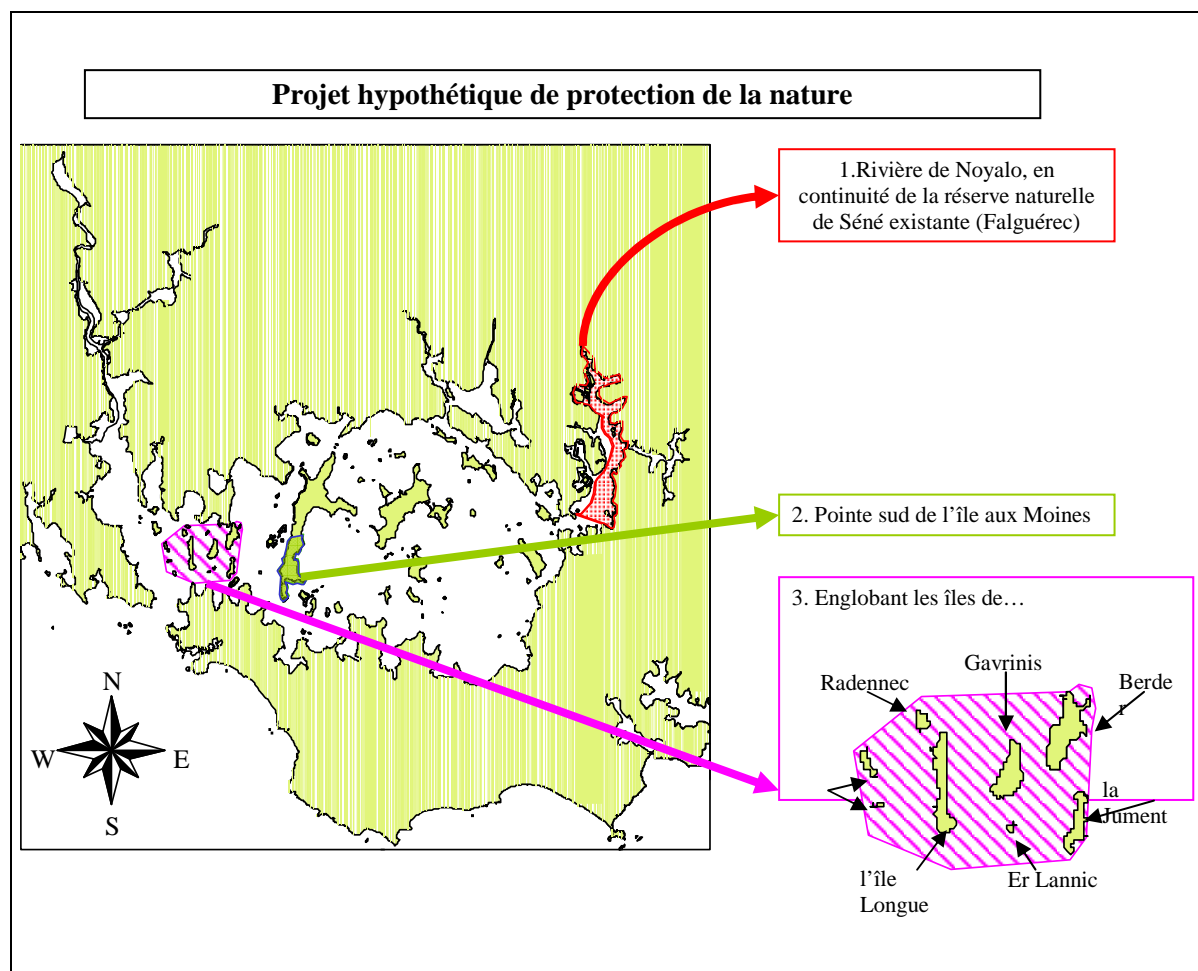 Projet hypothétique de protection de la nature
1.Rivière de Noyalo, en
continuité de la réserve naturelle
de Séné existante (Falguérec)
2. Pointe sud de l'île aux Moines
3. Englobant les îles de…
Gavrinis
Radennec
Berde
r
la
Jument
l'île
Longue
Er Lannic
N
W
E
S